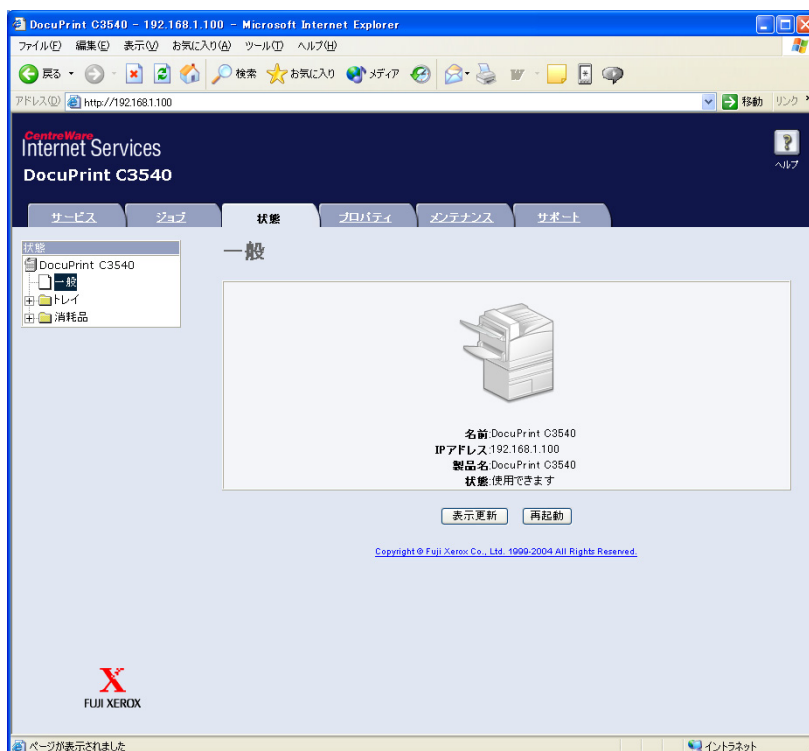 DocuPrint C3540 - 192.168.1.100 - Microsoft Internet Explorer
ファイル(F) 編集(E) 表示(V) お気に入り(A) ツール(T) ヘルプ(H)
戻る 検索 お気に入り メディア
アドレス(D) http://192.168.1.100 移動 リンク
CentreWare
Internet Services
DocuPrint C3540
ヘルプ
サービス ジョブ 状態 プロパティ メンテナンス サポート
状態
DocuPrint C3540
一般
トレイ
消耗品
一般
名前:DocuPrint C3540
IPアドレス:192.168.1.100
製品名:DocuPrint C3540
状態:使用できます
表示更新 再起動
Copyright © Fuji Xerox Co., Ltd. 1999-2004 All Rights Reserved.
X
FUJI XEROX
ページが表示されました イントラネット